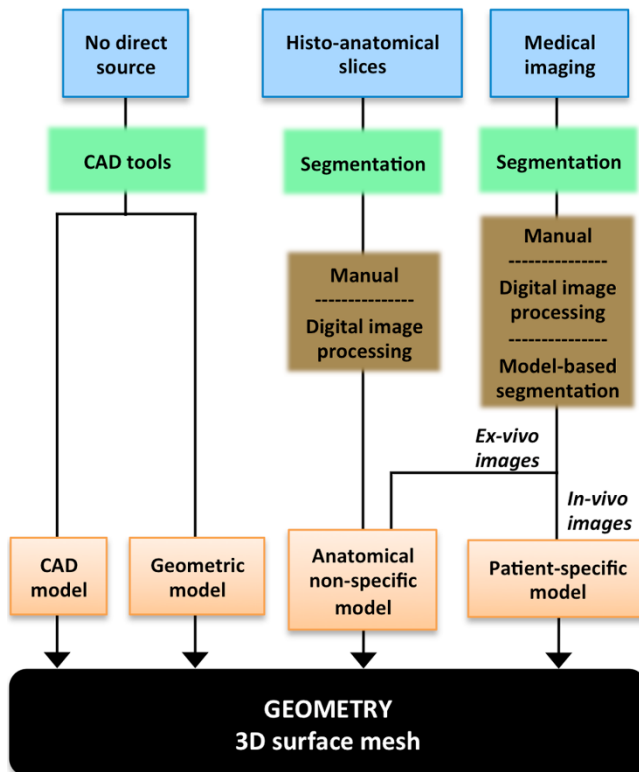 No direct
source
Histo-anatomical
slices
Medical
imaging
CAD tools
Segmentation
Segmentation
Manual
---------------
Digital image
processing
Manual
---------------
Digital image
processing
---------------
Model-based
segmentation
Ex-vivo
images
In-vivo
images
CAD
model
Geometric
model
Anatomical
non-specific
model
Patient-specific
model
GEOMETRY
3D surface mesh